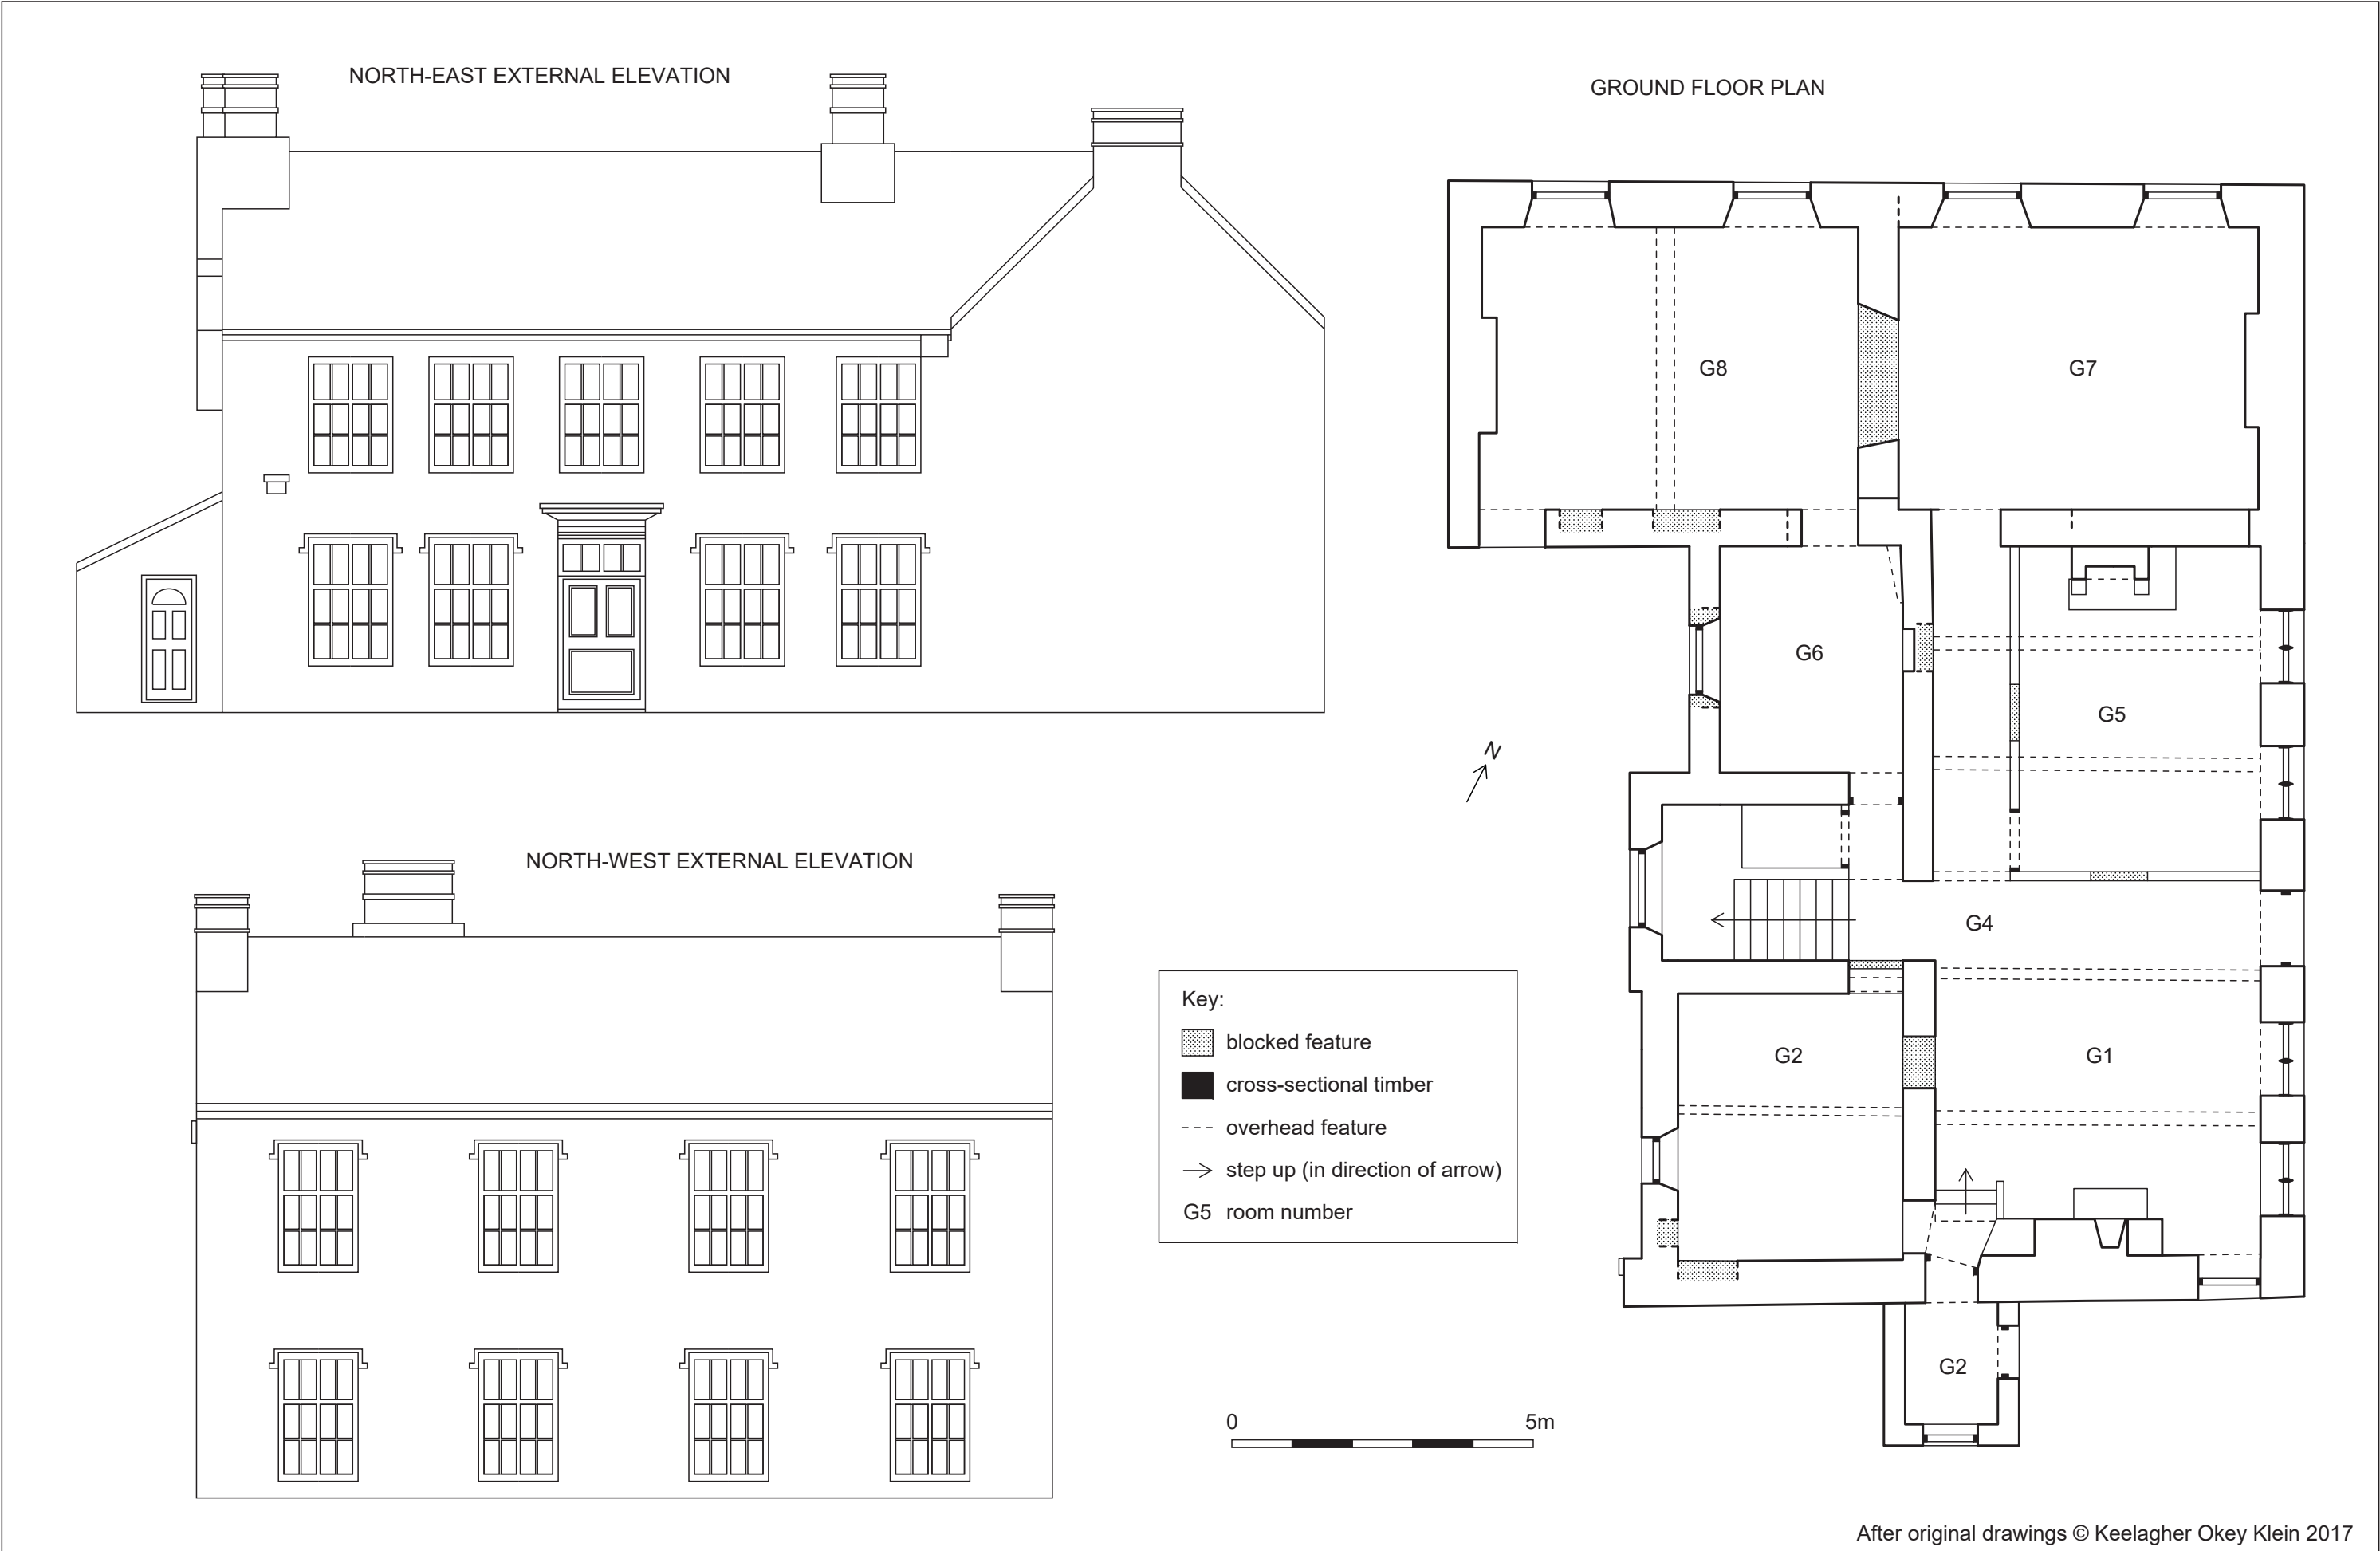 NORTH-EAST EXTERNAL ELEVATION
GROUND FLOOR PLAN
G8
G7
G6
G5
N
G4
NORTH-WEST EXTERNAL ELEVATION
G2
G1
Key:
blocked feature
cross-sectional timber
overhead feature
step up (in direction of arrow)
G5 room number
G2
0 5m
After original drawings © Keelagher Okey Klein 2017